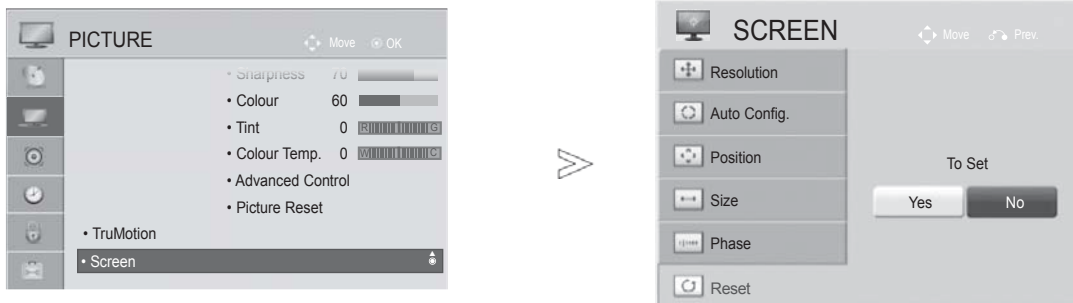 PICTURE
Move OK
• Sharpness 70
• Colour 60
• Tint 0 R G
• Colour Temp. 0 W C
• Advanced Control
• Picture Reset
• TruMotion
• Screen
SCREEN
Move Prev.
Resolution
Auto Config.
Position
Size
Phase
Reset
To Set
Yes No